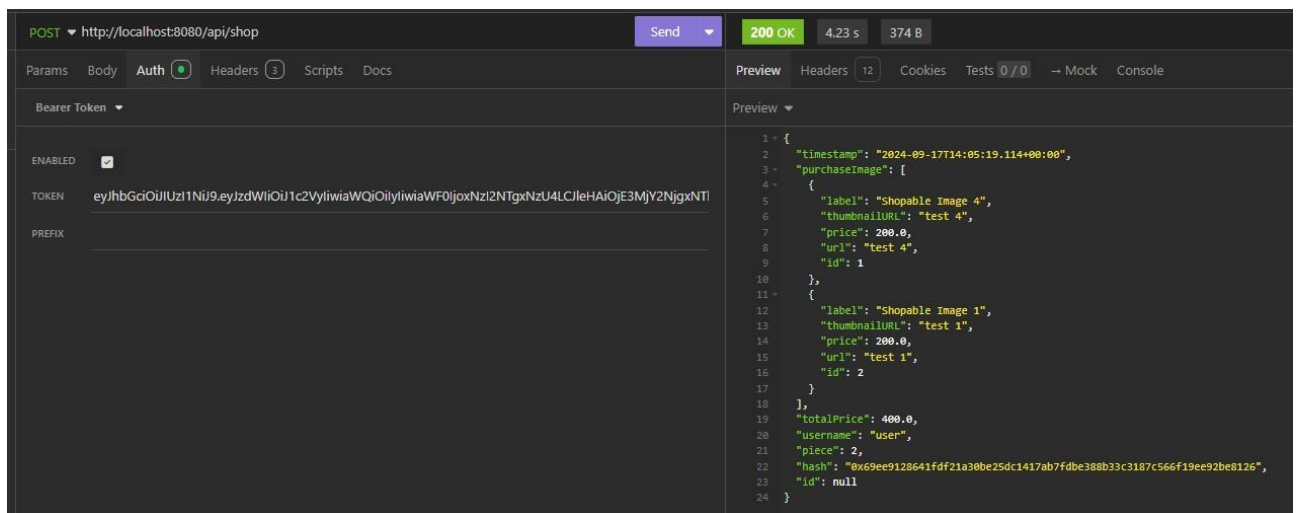 POST http://localhost:8080/api/shop Send
Params Body Auth Headers 3 Scripts Docs
Bearer Token
ENABLED
TOKEN eyJhbGciOiJIUzI1NiJ9.eyJzdWIiOiJ1c2VyIiwiaWQiOiIyIiwiaWF0IjoxNzI2NTgxNzU4LCJleHAiOjE3MjY2NjgxNTl
PREFIX
200 OK 4.23 s 374 B
Preview Headers 12 Cookies Tests 0 / 0 → Mock Console
Preview
1 {
2 "timestamp": "2024-09-17T14:05:19.114+00:00",
3 "purchaseImage": [
4 {
5 "label": "Shopable Image 4",
6 "thumbnailURL": "test 4",
7 "price": 200.0,
8 "url": "test 4",
9 "id": 1
10 },
11 {
12 "label": "Shopable Image 1",
13 "thumbnailURL": "test 1",
14 "price": 200.0,
15 "url": "test 1",
16 "id": 2
17 }
18 ],
19 "totalPrice": 400.0,
20 "username": "user",
21 "piece": 2,
22 "hash": "0x69ee9128641fdf21a30be25dc1417ab7fdbe388b33c3187c566f19ee92be8126",
23 "id": null
24 }